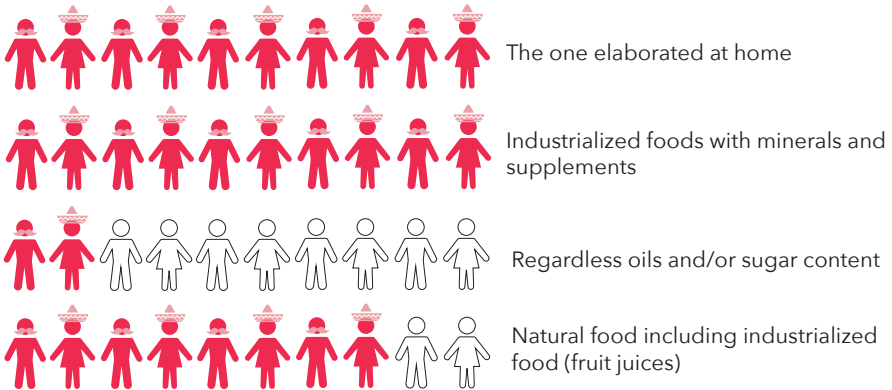 The one elaborated at home
Industrialized foods with minerals and
supplements
Regardless oils and/or sugar content
Natural food including industrialized
food (fruit juices)